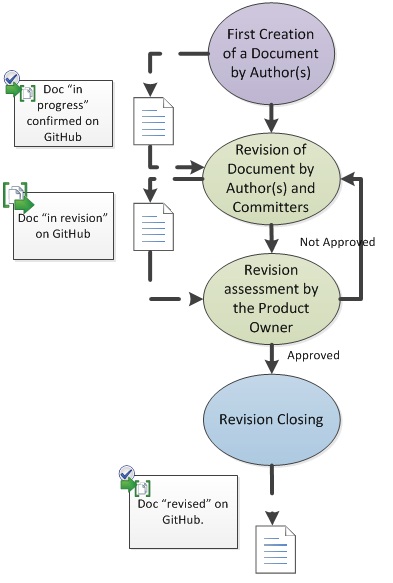 First Creation
of a Document
by Author(s)
Doc “in
progress”
confirmed on
GitHub
Revision of
Document by
Author(s) and
Committers
Doc “in revision”
on GitHub
Not Approved
Revision
assessment by
the Product
Owner
Approved
Revision Closing
Doc “revised” on
GitHub.